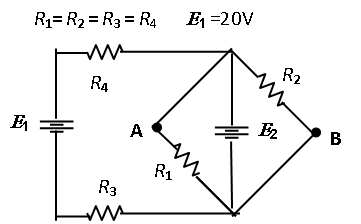 R₁= R₂ = R₃ = R₄ E₁ =20V
R₂
R₄
E₁
A
E₂
B
R₁
R₃